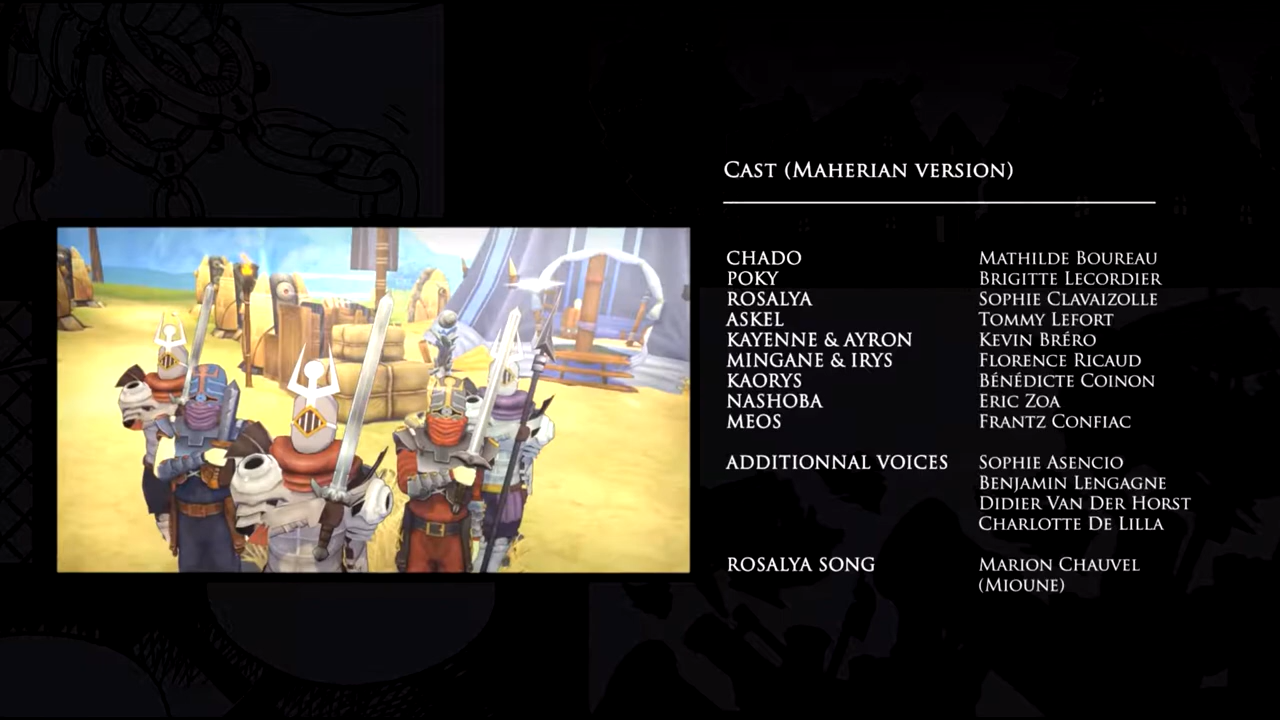 CAST (MAHERIAN VERSION)
CHADO MATHILDE BOUREAU
POKY BRIGITTE LECORDIER
ROSALYA SOPHIE CLAVAIZOLLE
ASKEL TOMMY LEFORT
KAYENNE & AYRON KEVIN BRÉRO
MINGANE & IRYS FLORENCE RICAUD
KAORYS BÉNÉDICTE COINON
NASHOBA ERIC ZOA
MEOS FRANTZ CONFIAC
ADDITIONNAL VOICES SOPHIE ASENCIO
BENJAMIN LENGAGNE
DIDIER VAN DER HORST
CHARLOTTE DE LILLA
ROSALYA SONG MARION CHAUVEL
(MIOUNE)